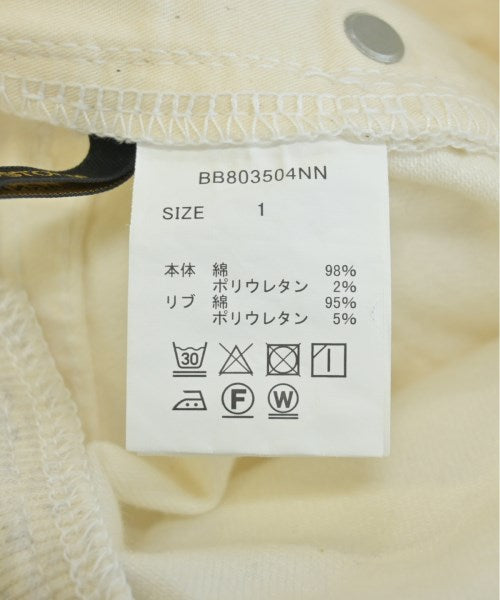 BB803504NN
SIZE 1
本体 綿 98%
ポリウレタン 2%
リブ 綿 95%
ポリウレタン 5%
30
F W